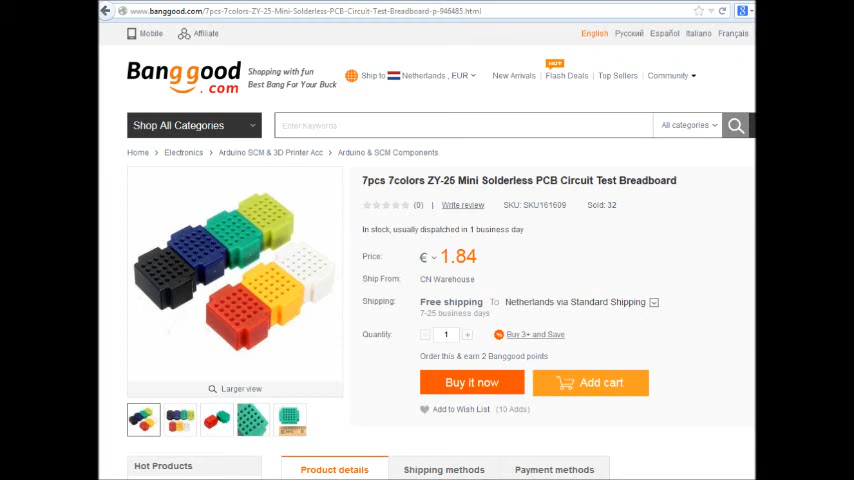 www.banggood.com/7pcs-7colors-ZY-25-Mini-Solderless-PCB-Circuit-Test-Breadboard-p-946485.html
Mobile Affiliate English Русский Español Italiano Français
Banggood.com
Shopping with fun
Best Bang For Your Buck
Ship to Netherlands , EUR
New Arrivals HOT Flash Deals Top Sellers Community
Shop All Categories Enter Keywords All categories
Home > Electronics > Arduino SCM & 3D Printer Acc > Arduino & SCM Components
7pcs 7colors ZY-25 Mini Solderless PCB Circuit Test Breadboard
(0) | Write review SKU: SKU161609 Sold: 32
In stock, usually dispatched in 1 business day
Price: € 1.84
Ship From: CN Warehouse
Shipping: Free shipping To Netherlands via Standard Shipping
7-25 business days
Quantity: - 1 + % Buy 3+ and Save
Order this & earn 2 Banggood points
Buy it now Add cart
Larger view
Add to Wish List (10 Adds)
Hot Products Product details Shipping methods Payment methods